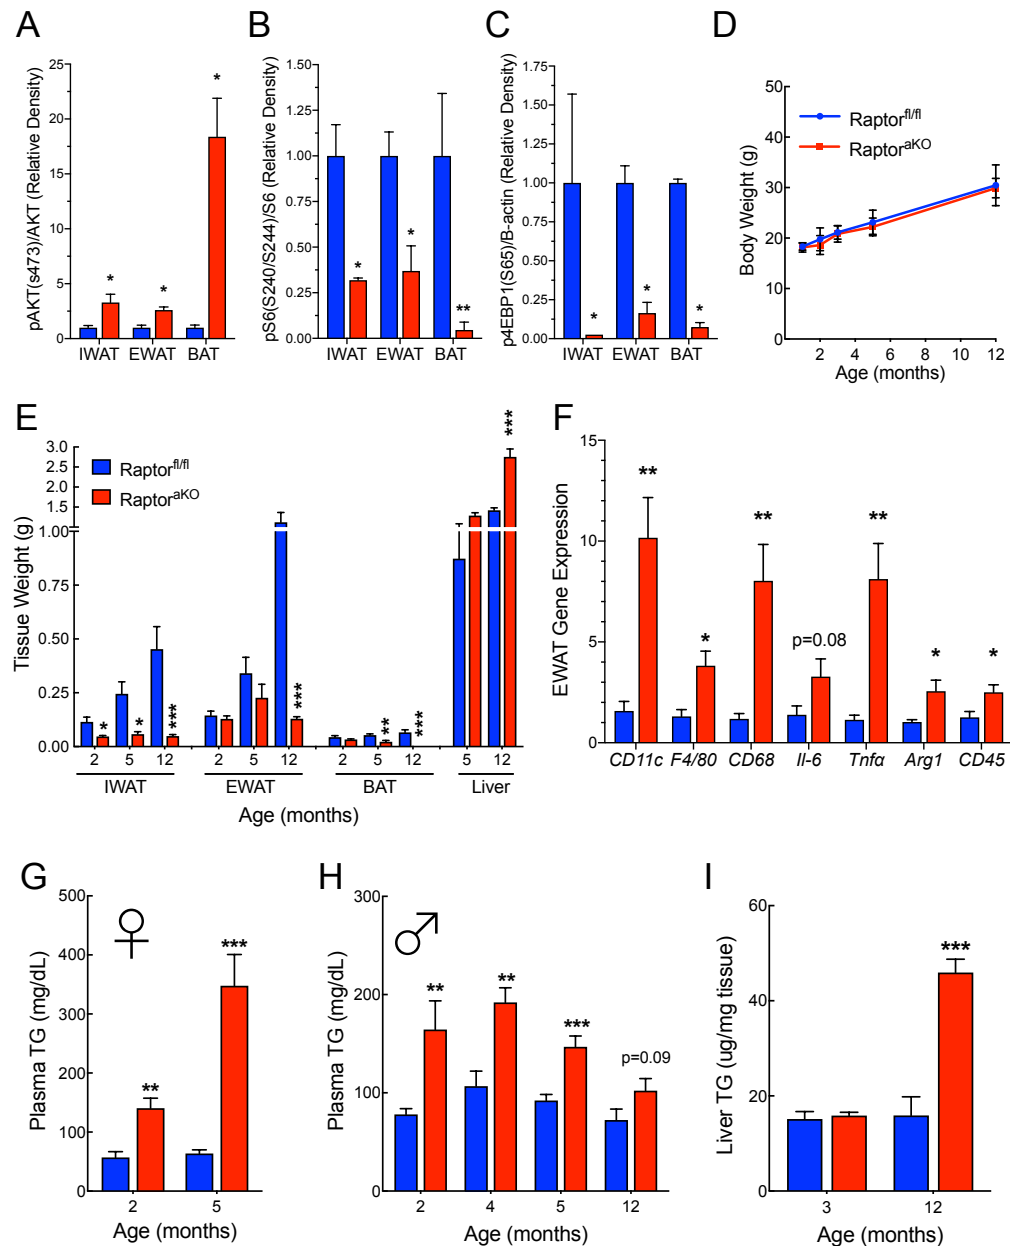 A
pAKT(s473)/AKT (Relative Density)
25
20
15
10
5
0
*
*
*
IWAT EWAT BAT
B
pS6(S240/S244)/S6 (Relative Density)
1.50
1.25
1.00
0.75
0.50
0.25
0.00
*
*
**
IWAT EWAT BAT
C
p4EBP1(S65)/B-actin (Relative Density)
1.75
1.50
1.25
1.00
0.75
0.50
0.25
0.00
*
*
*
IWAT EWAT BAT
D
Body Weight (g)
50
40
30
20
10
0
Raptorfl/fl
RaptoraKO
2 4 6 8 10 12
Age (months)
E
Tissue Weight (g)
3.0
2.5
2.0
1.5
1.00
0.75
0.50
0.25
0.00
Raptorfl/fl
RaptoraKO
* * *** *** ** *** ***
2 5 12 2 5 12 2 5 12 5 12
IWAT EWAT BAT Liver
Age (months)
F
EWAT Gene Expression
15
10
5
0
** * ** p=0.08 ** * *
CD11c F4/80 CD68 Il-6 Tnfα Arg1 CD45
G
♀
Plasma TG (mg/dL)
500
400
300
200
100
0
** ***
2 5
Age (months)
H
♂
Plasma TG (mg/dL)
300
200
100
0
** ** *** p=0.09
2 4 5 12
Age (months)
I
Liver TG (ug/mg tissue)
60
40
20
0
***
3 12
Age (months)